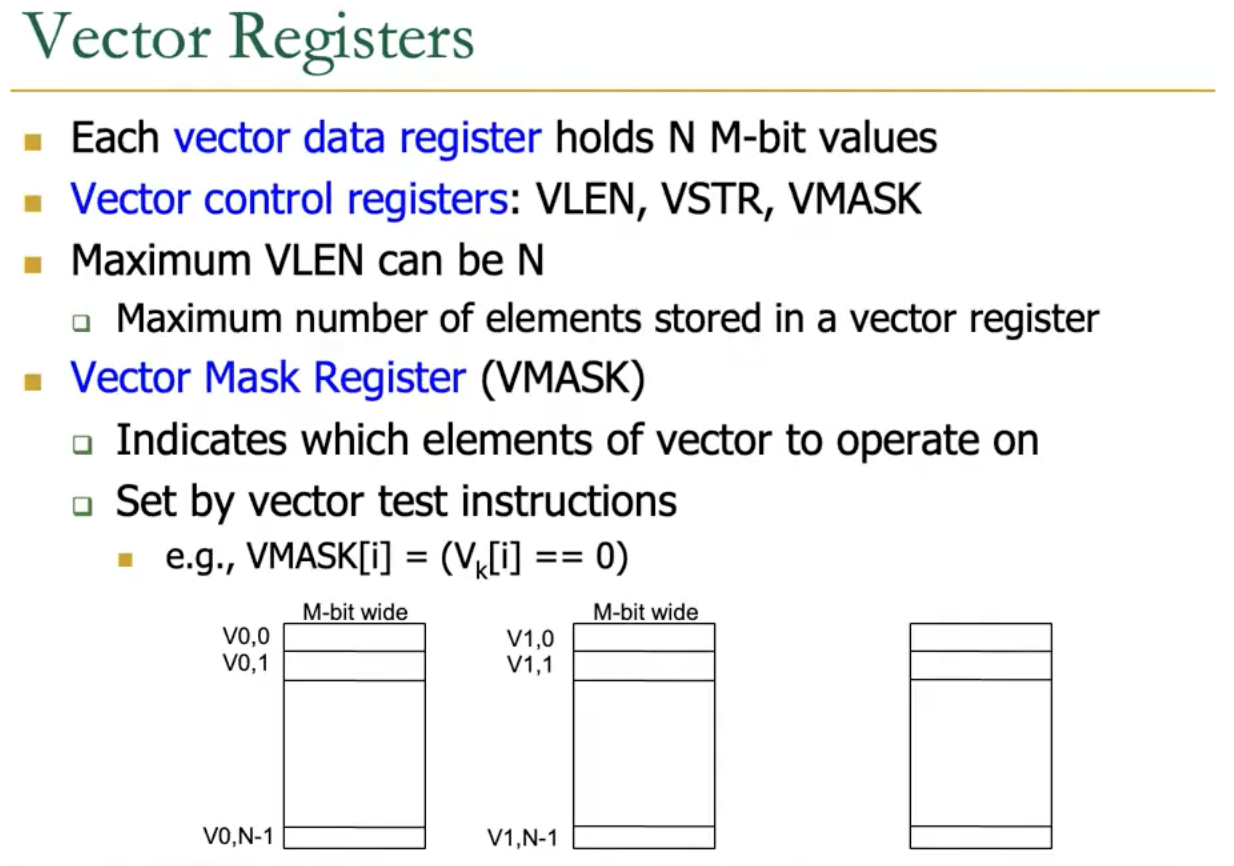 Vector Registers
Each vector data register holds N M-bit values
Vector control registers: VLEN, VSTR, VMASK
Maximum VLEN can be N
Maximum number of elements stored in a vector register
Vector Mask Register (VMASK)
Indicates which elements of vector to operate on
Set by vector test instructions
e.g., VMASK[i] = (Vk[i] == 0)
M-bit wide
M-bit wide
V0,0
V1,0
V0,1
V1,1
V0,N-1
V1,N-1